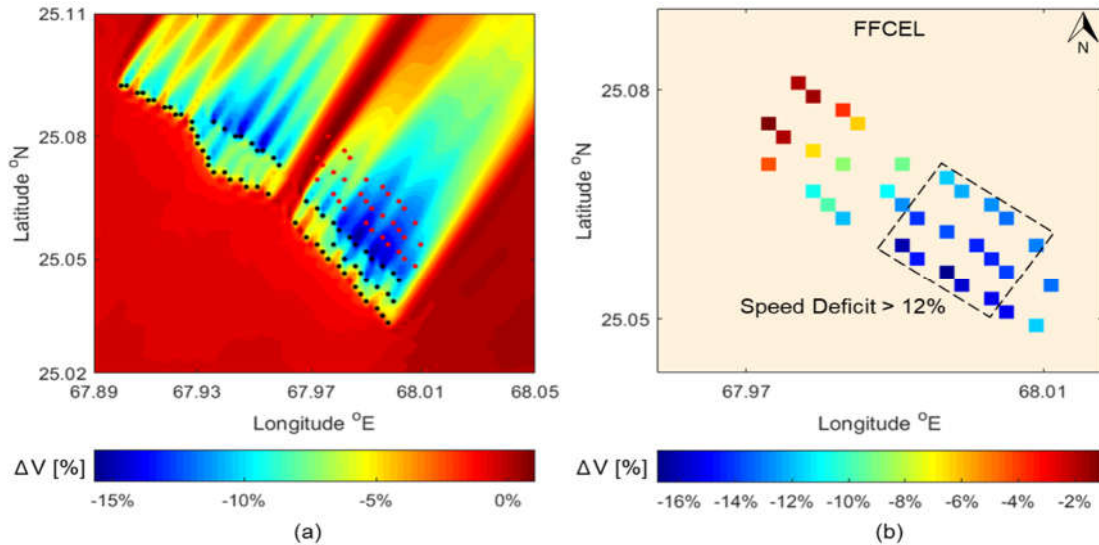 25.11
25.08
25.05
25.02
Latitude °N
67.89 67.93 67.97 68.01 68.05
Longitude °E
ΔV [%]
-15% -10% -5% 0%
(a)
FFCEL
N
25.08
25.05
Latitude °N
Speed Deficit > 12%
67.97 68.01
Longitude °E
ΔV [%]
-16% -14% -12% -10% -8% -6% -4% -2%
(b)